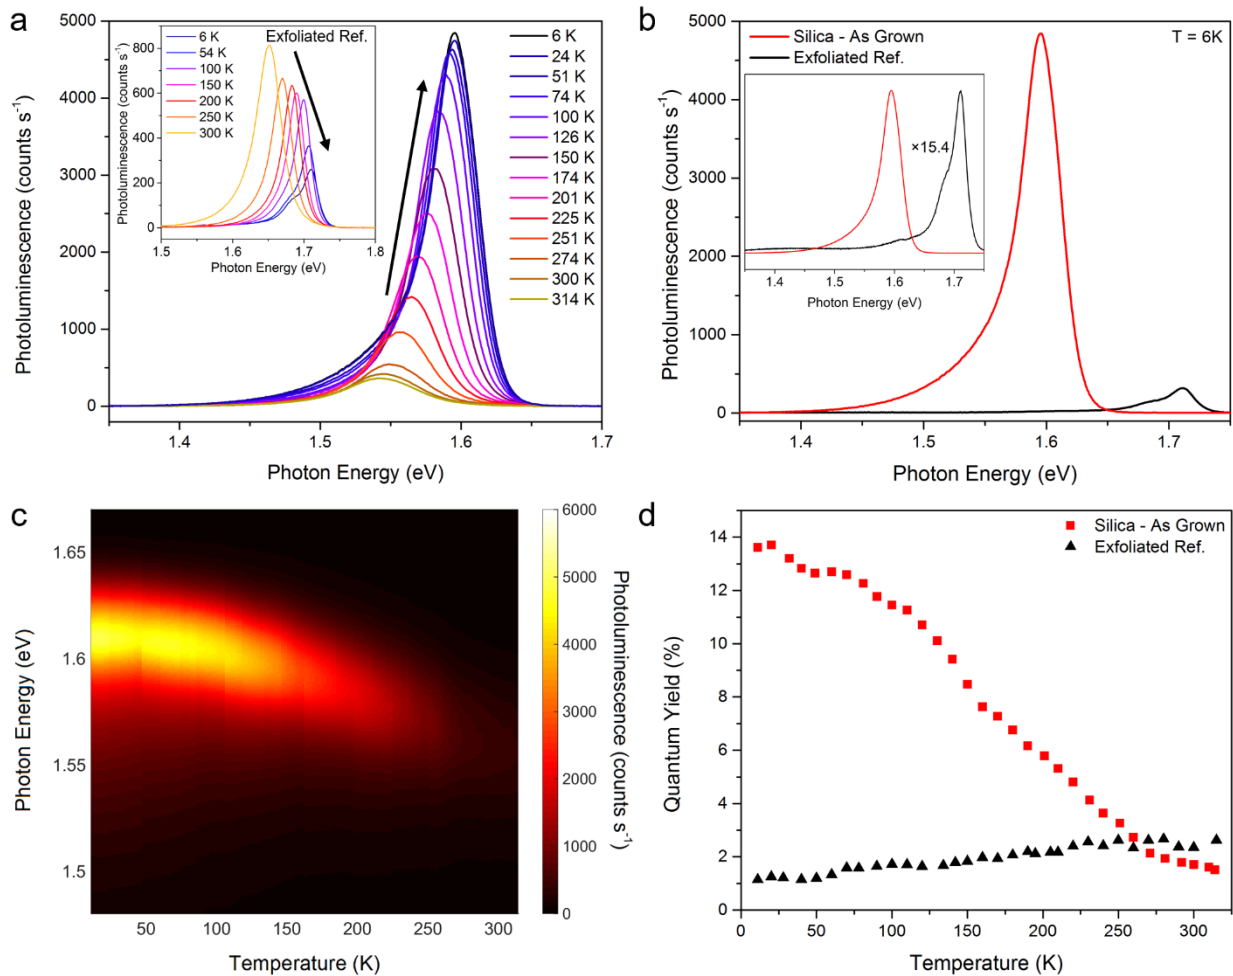 a
Photoluminescence (counts s-1)
5000
4000
3000
2000
1000
0
1.4
1.5
1.6
1.7
Photon Energy (eV)
6 K
24 K
51 K
74 K
100 K
126 K
150 K
174 K
201 K
225 K
251 K
274 K
300 K
314 K
Exfoliated Ref.
Photoluminescence (counts s-1)
800
600
400
200
0
6 K
54 K
100 K
150 K
200 K
250 K
300 K
1.5
1.6
1.7
1.8
Photon Energy (eV)
b
Photoluminescence (counts s-1)
5000
4000
3000
2000
1000
0
Silica - As Grown
Exfoliated Ref.
T = 6K
×15.4
1.4
1.5
1.6
1.7
Photon Energy (eV)
1.4
1.5
1.6
1.7
Photon Energy (eV)
c
Photon Energy (eV)
1.65
1.6
1.55
1.5
50
100
150
200
250
300
Temperature (K)
6000
5000
4000
3000
2000
1000
0
Photoluminescence (counts s-1)
d
Quantum Yield (%)
14
12
10
8
6
4
2
0
Silica - As Grown
Exfoliated Ref.
0
50
100
150
200
250
300
Temperature (K)